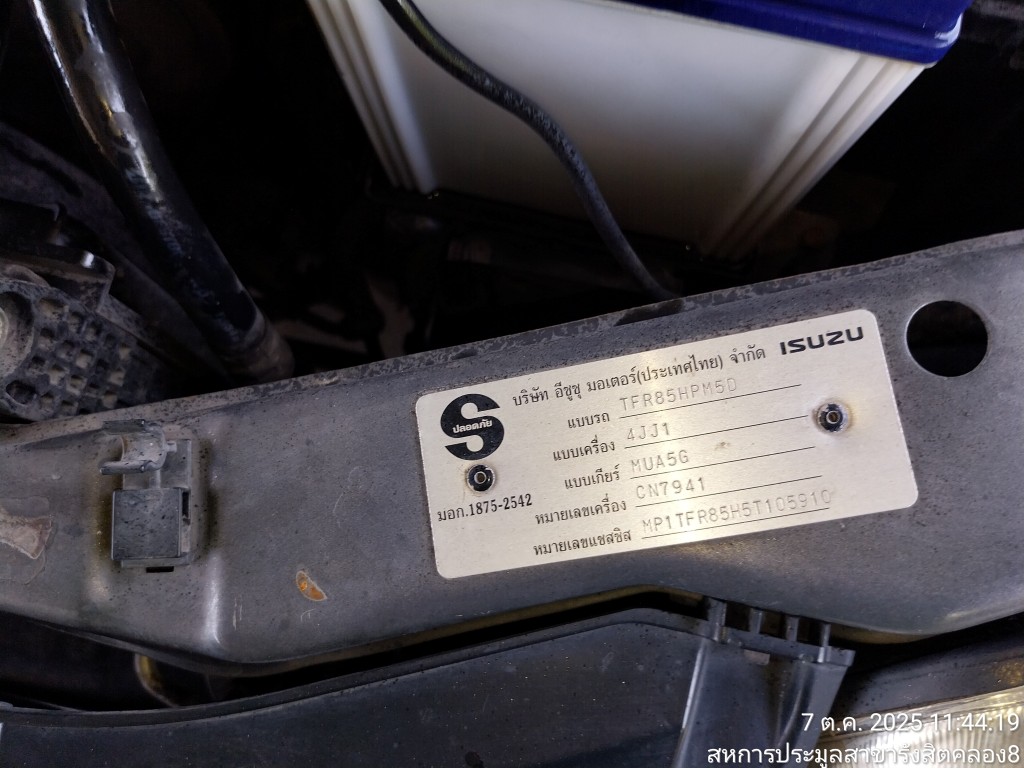 บริษัท อีซูซุ มอเตอร์(ประเทศไทย) จำกัด ISUZU
S
ปลอดภัย
แบบรถ TFR85HPM5D
แบบเครื่อง 4JJ1
แบบเกียร์ MUA5G
มอก.1875-2542
หมายเลขเครื่อง CN7941
หมายเลขแชสซิส MP1TFR85H5T105910
7 ต.ค. 2025 11:44:19
สหการประมูลสาขารังสิตคลอง8